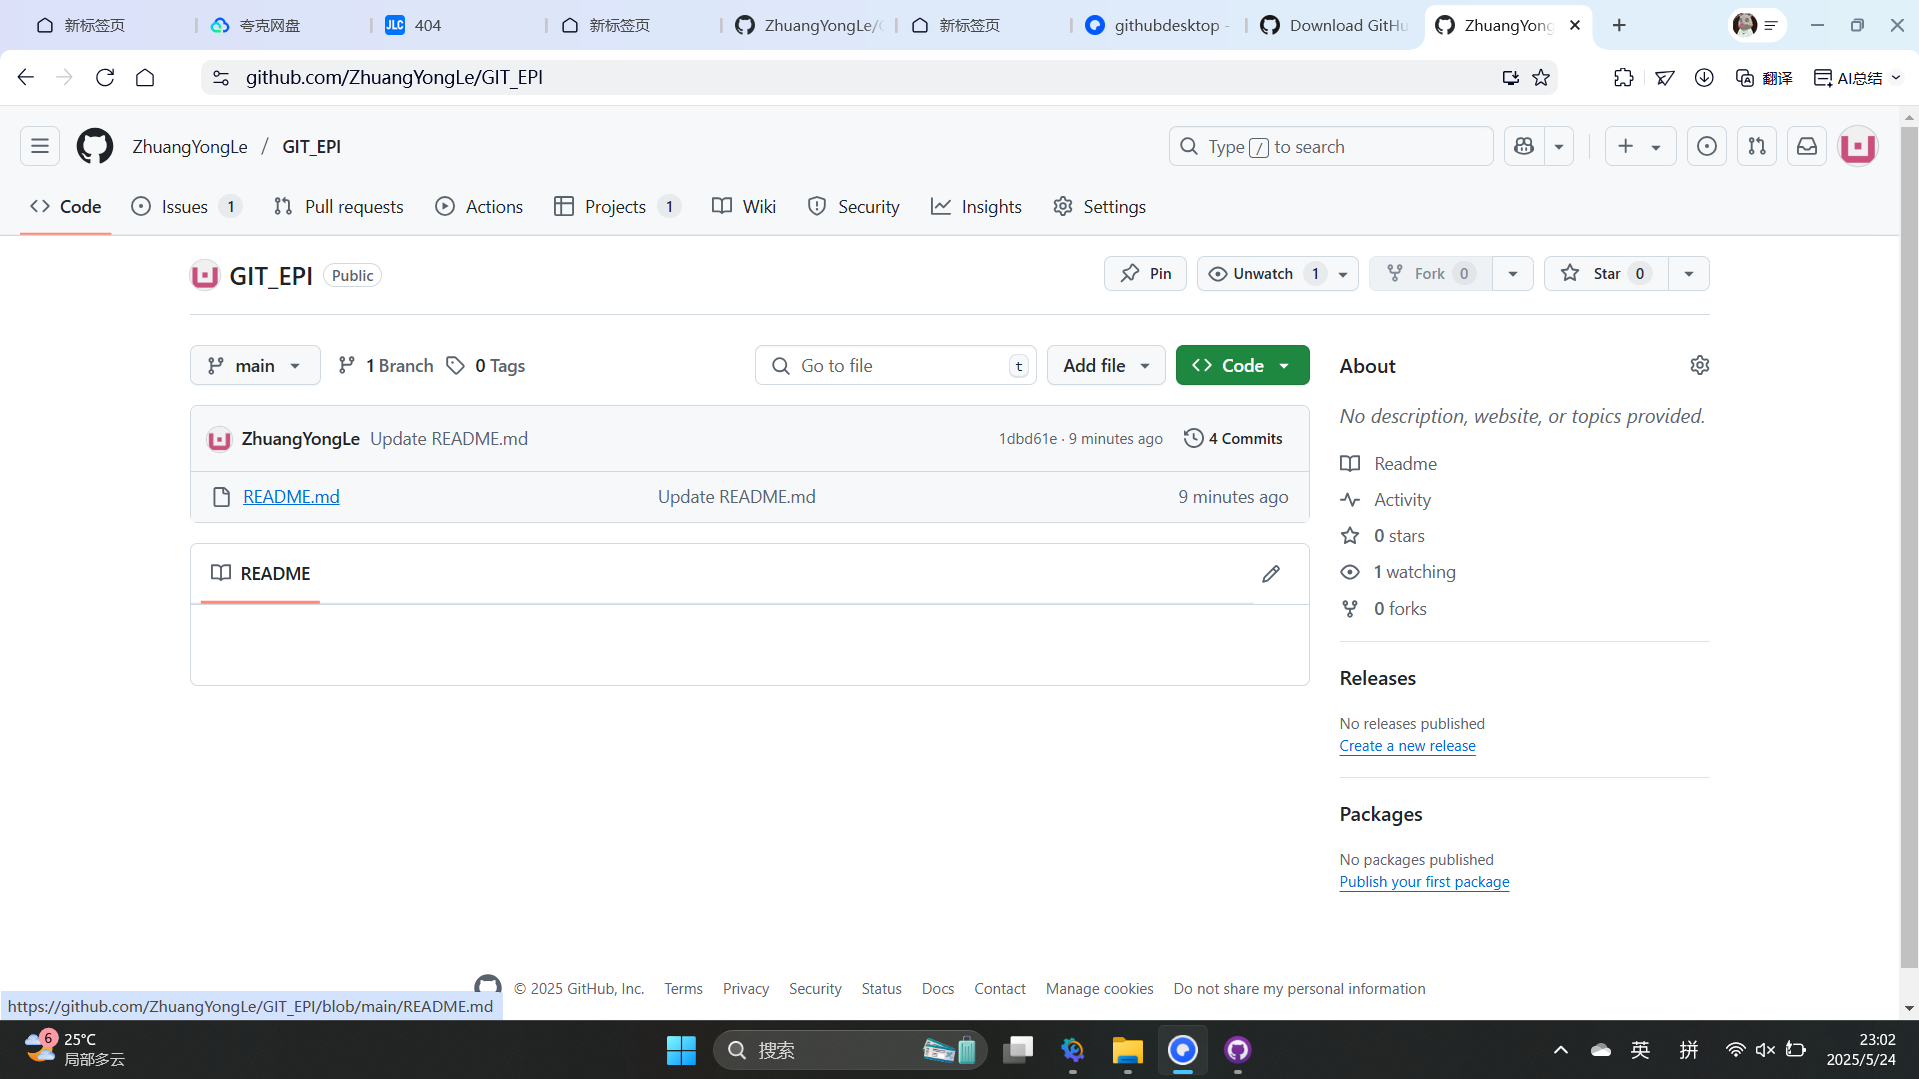 新标签页
夸克网盘
JLC 404
新标签页
ZhuangYongLe/
新标签页
githubdesktop -
Download GitHu
ZhuangYong
github.com/ZhuangYongLe/GIT_EPI
翻译
AI总结
ZhuangYongLe / GIT_EPI
Type / to search
Code
Issues 1
Pull requests
Actions
Projects 1
Wiki
Security
Insights
Settings
GIT_EPI Public
Pin
Unwatch 1
Fork 0
Star 0
main
1 Branch
0 Tags
Go to file t
Add file
Code
ZhuangYongLe Update README.md
1dbd61e · 9 minutes ago
4 Commits
README.md
Update README.md
9 minutes ago
README
About
No description, website, or topics provided.
Readme
Activity
0 stars
1 watching
0 forks
Releases
No releases published
Create a new release
Packages
No packages published
Publish your first package
© 2025 GitHub, Inc.
Terms
Privacy
Security
Status
Docs
Contact
Manage cookies
Do not share my personal information
https://github.com/ZhuangYongLe/GIT_EPI/blob/main/README.md
6
25°C
局部多云
搜索
英
拼
23:02
2025/5/24